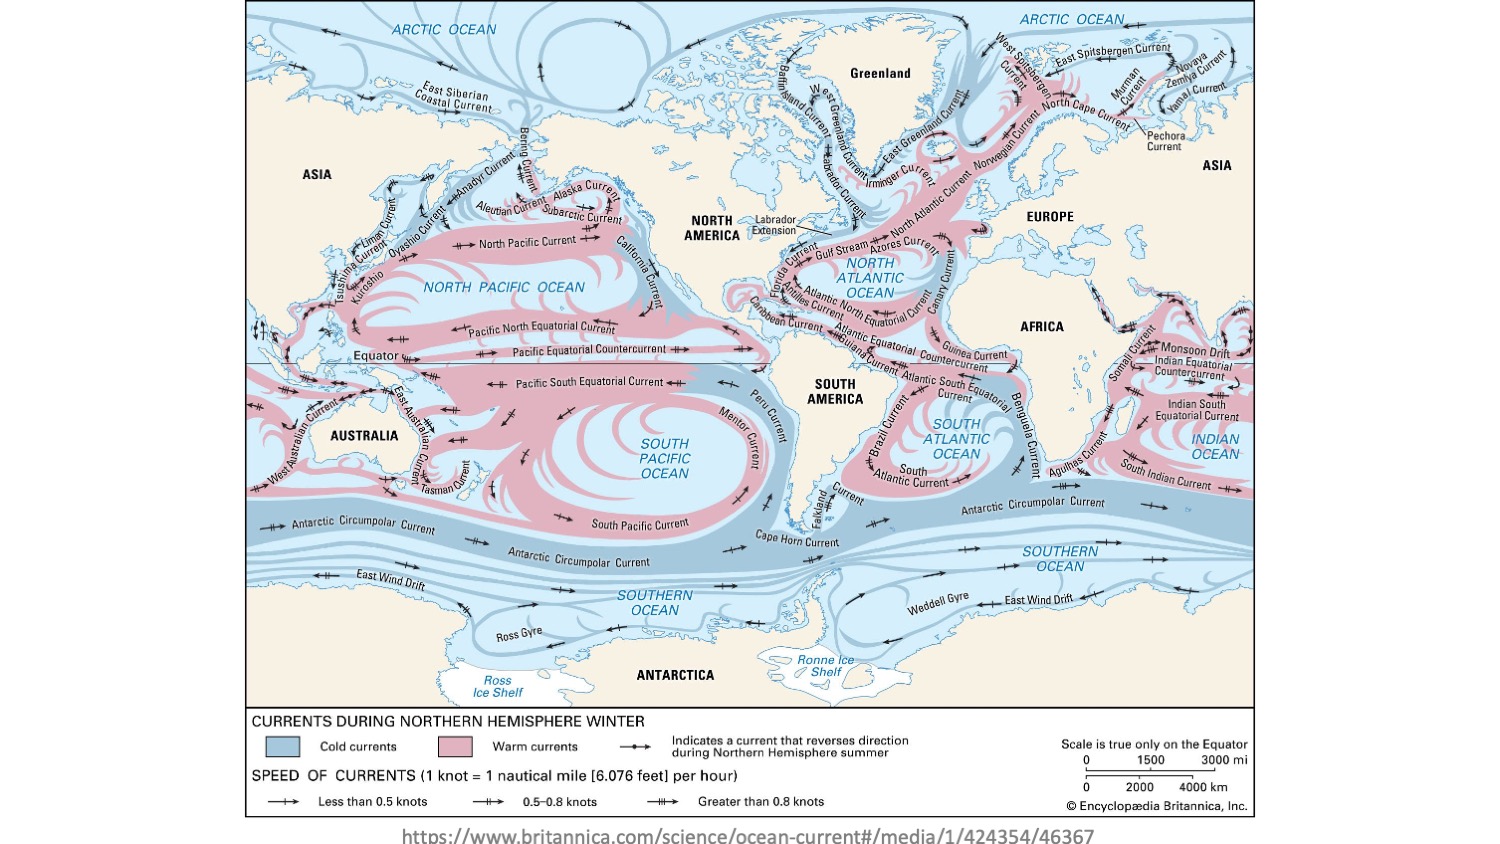 ARCTIC OCEAN
ARCTIC OCEAN
West Spitsbergen
Current
East Spitsbergen Current
Novaya
Zemlya Current
Murman
Current
Yamal Current
North Cape Current
Pechora
Current
Greenland
Baffin Island Current
West Greenland Current
East Greenland Current
Norwegian Current
East Siberian
Coastal Current
Bering Current
ASIA
ASIA
Anadyr Current
Alaska Current
Aleutian Current
Subarctic Current
Labrador Current
Irminger Current
North Atlantic Current
Liman Current
Oyashio Current
NORTH
AMERICA
Labrador
Extension
EUROPE
North Pacific Current
California Current
Gulf Stream
Azores Current
Florida Current
Tsushima Current
Kuroshio
NORTH PACIFIC OCEAN
NORTH
ATLANTIC
OCEAN
Canary Current
Antilles Current
Atlantic North Equatorial Current
Caribbean Current
AFRICA
Pacific North Equatorial Current
Atlantic Equatorial Countercurrent
Guiana Current
Guinea Current
Somali Current
Monsoon Drift
Indian Equatorial
Countercurrent
Equator
Pacific Equatorial Countercurrent
Pacific South Equatorial Current
SOUTH
AMERICA
Atlantic South Equatorial
Current
Indian South
Equatorial Current
East Australian Current
West Australian Current
AUSTRALIA
Peru Current
Mentor Current
Brazil Current
Benguela Current
SOUTH
PACIFIC
OCEAN
SOUTH
ATLANTIC
OCEAN
INDIAN
OCEAN
Agulhas Current
South Indian Current
Tasman Current
South
Atlantic Current
Falkland
Current
South Pacific Current
Antarctic Circumpolar Current
Antarctic Circumpolar Current
Antarctic Circumpolar Current
Cape Horn Current
SOUTHERN
OCEAN
East Wind Drift
SOUTHERN
OCEAN
Weddell Gyre
East Wind Drift
Ross Gyre
Ronne Ice
Shelf
ANTARCTICA
Ross
Ice Shelf
CURRENTS DURING NORTHERN HEMISPHERE WINTER
Cold currents
Warm currents
Indicates a current that reverses direction
during Northern Hemisphere summer
SPEED OF CURRENTS (1 knot = 1 nautical mile [6.076 feet] per hour)
Less than 0.5 knots
0.5–0.8 knots
Greater than 0.8 knots
Scale is true only on the Equator
0 1500 3000 mi
0 2000 4000 km
© Encyclopædia Britannica, Inc.
https://www.britannica.com/science/ocean-current#/media/1/424354/46367